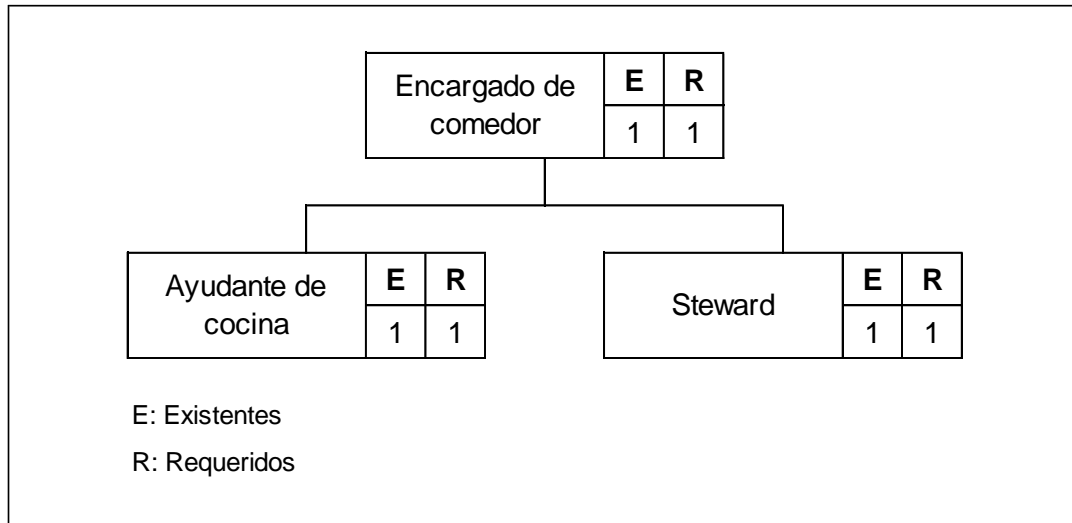 Encargado de
comedor
E R
1 1
Ayudante de
cocina
E R
1 1
Steward
E R
1 1
E: Existentes
R: Requeridos